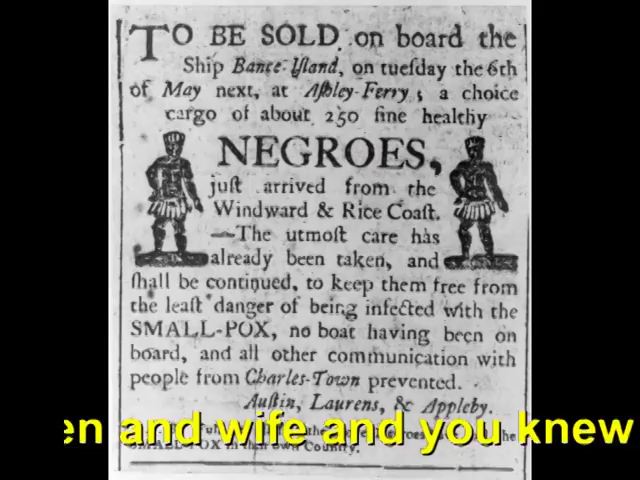 TO BE SOLD on board the
Ship Bance-Iſland, on tueſday the 6th
of May next, at Aſhley-Ferry; a choice
cargo of about 250 fine healthy
NEGROES,
juſt arrived from the
Windward & Rice Coaſt.
—The utmoſt care has
already been taken, and
ſhall be continued, to keep them free from
the leaſt danger of being infected with the
SMALL-POX, no boat having been on
board, and all other communication with
people from Charles-Town prevented.
Auſtin, Laurens, & Appleby.
en and wife and you knew
the
SMALL-POX in their own Country.